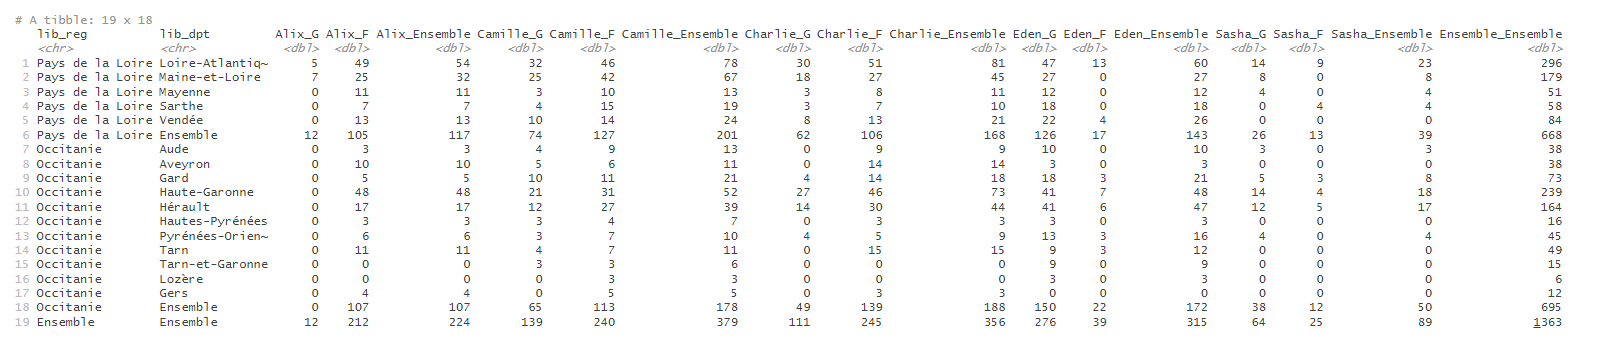 # A tibble: 19 x 18
lib_reg lib_dpt Alix_G Alix_F Alix_Ensemble Camille_G Camille_F Camille_Ensemble Charlie_G Charlie_F Charlie_Ensemble Eden_G Eden_F Eden_Ensemble Sasha_G Sasha_F Sasha_Ensemble Ensemble_Ensemble
<chr> <chr> <dbl> <dbl> <dbl> <dbl> <dbl> <dbl> <dbl> <dbl> <dbl> <dbl> <dbl> <dbl> <dbl> <dbl> <dbl> <dbl>
1 Pays de la Loire Loire-Atlantiq~ 5 49 54 32 46 78 30 51 81 47 13 60 14 9 23 296
2 Pays de la Loire Maine-et-Loire 7 25 32 25 42 67 18 27 45 27 0 27 8 0 8 179
3 Pays de la Loire Mayenne 0 11 11 3 10 13 3 8 11 12 0 12 4 0 4 51
4 Pays de la Loire Sarthe 0 7 7 4 15 19 3 7 10 18 0 18 0 4 4 58
5 Pays de la Loire Vendée 0 13 13 10 14 24 8 13 21 22 4 26 0 0 0 84
6 Pays de la Loire Ensemble 12 105 117 74 127 201 62 106 168 126 17 143 26 13 39 668
7 Occitanie Aude 0 3 3 4 9 13 0 9 9 10 0 10 3 0 3 38
8 Occitanie Aveyron 0 10 10 5 6 11 0 14 14 3 0 3 0 0 0 38
9 Occitanie Gard 0 5 5 10 11 21 4 14 18 18 3 21 5 3 8 73
10 Occitanie Haute-Garonne 0 48 48 21 31 52 27 46 73 41 7 48 14 4 18 239
11 Occitanie Hérault 0 17 17 12 27 39 14 30 44 41 6 47 12 5 17 164
12 Occitanie Hautes-Pyrénées 0 3 3 3 4 7 0 3 3 3 0 3 0 0 0 16
13 Occitanie Pyrénées-Orien~ 0 6 6 3 7 10 4 5 9 13 3 16 4 0 4 45
14 Occitanie Tarn 0 11 11 4 7 11 0 15 15 9 3 12 0 0 0 49
15 Occitanie Tarn-et-Garonne 0 0 0 3 3 6 0 0 0 9 0 9 0 0 0 15
16 Occitanie Lozère 0 0 0 0 3 3 0 0 0 3 0 3 0 0 0 6
17 Occitanie Gers 0 4 4 0 5 5 0 3 3 0 0 0 0 0 0 12
18 Occitanie Ensemble 0 107 107 65 113 178 49 139 188 150 22 172 38 12 50 695
19 Ensemble Ensemble 12 212 224 139 240 379 111 245 356 276 39 315 64 25 89 1363